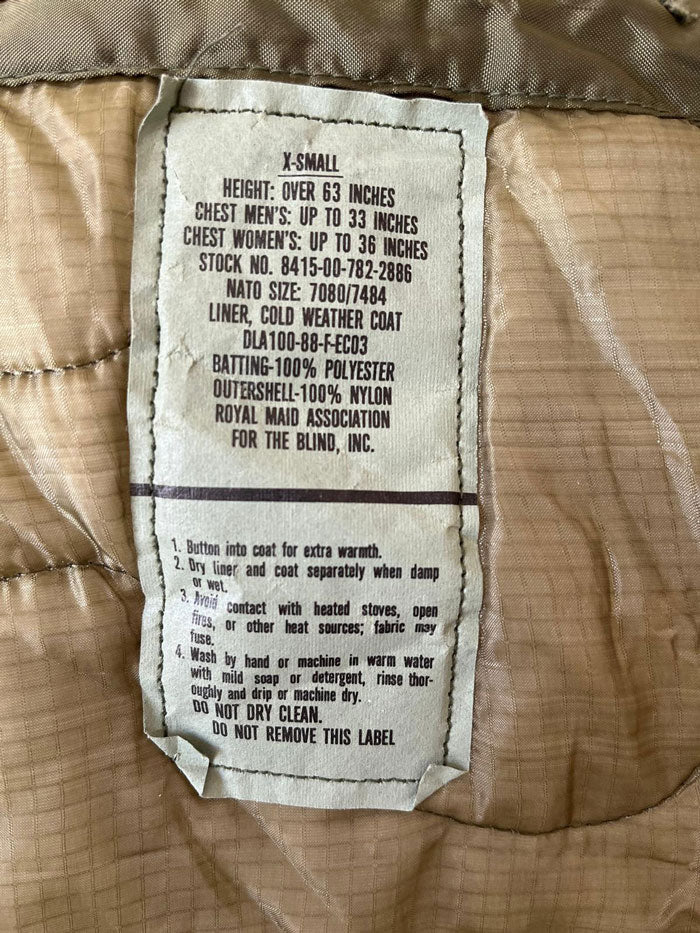 X-SMALL
HEIGHT: OVER 63 INCHES
CHEST MEN'S: UP TO 33 INCHES
CHEST WOMEN'S: UP TO 36 INCHES
STOCK NO. 8415-00-782-2886
NATO SIZE: 7080/7484
LINER, COLD WEATHER COAT
DLA100-88-F-EC03
BATTING-100% POLYESTER
OUTERSHELL-100% NYLON
ROYAL MAID ASSOCIATION
FOR THE BLIND, INC.
1. Button into coat for extra warmth.
2. Dry liner and coat separately when damp
or wet.
3. Avoid contact with heated stoves, open
fires, or other heat sources; fabric may
fuse.
4. Wash by hand or machine in warm water
with mild soap or detergent, rinse thor-
oughly and drip or machine dry.
DO NOT DRY CLEAN.
DO NOT REMOVE THIS LABEL